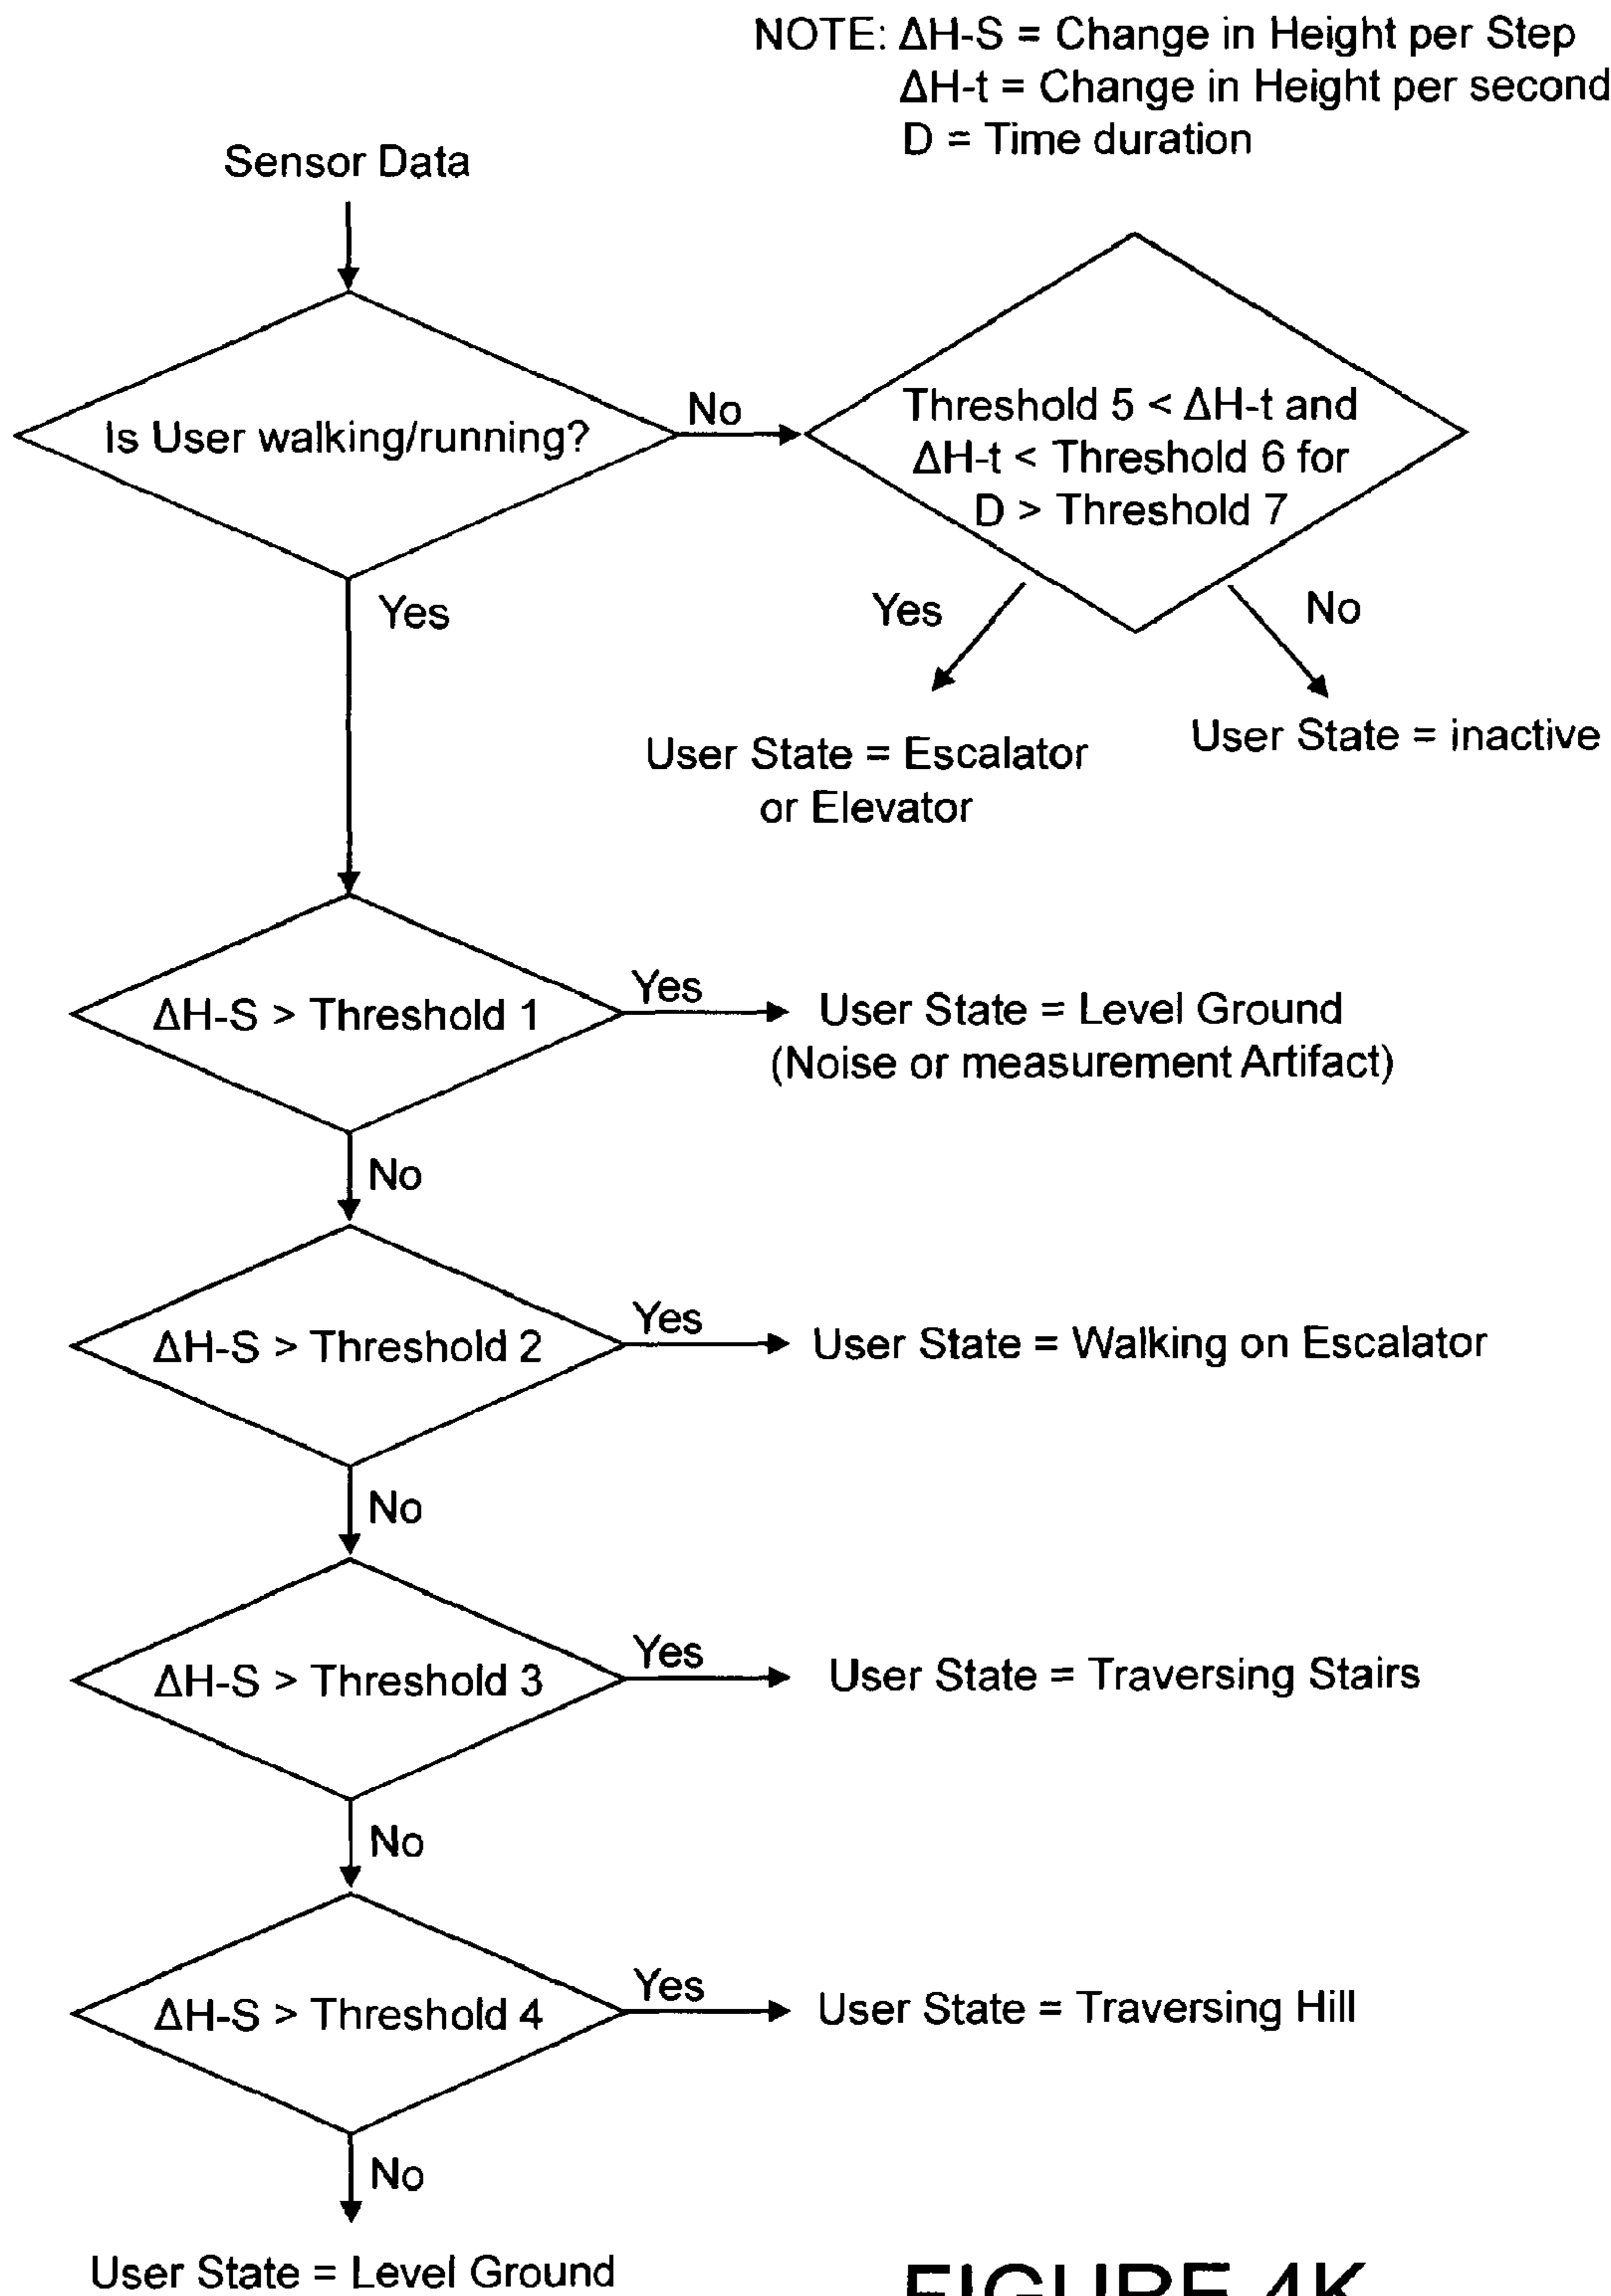 NOTE: ΔH-S = Change in Height per Step
ΔH-t = Change in Height per second
D = Time duration
Sensor Data
Is User walking/running?
No
Threshold 5 < ΔH-t and
ΔH-t < Threshold 6 for
D > Threshold 7
Yes
Yes
No
User State = Escalator
or Elevator
User State = inactive
ΔH-S > Threshold 1
Yes
User State = Level Ground
(Noise or measurement Artifact)
No
ΔH-S > Threshold 2
Yes
User State = Walking on Escalator
No
ΔH-S > Threshold 3
Yes
User State = Traversing Stairs
No
ΔH-S > Threshold 4
Yes
User State = Traversing Hill
No
User State = Level Ground
FIGURE 4K